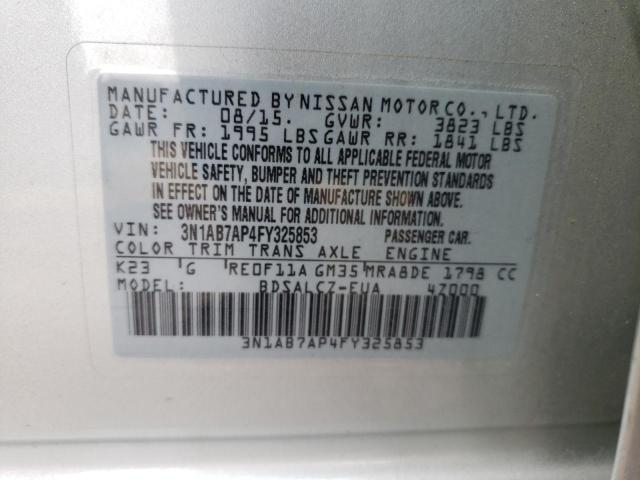 MANUFACTURED BY NISSAN MOTOR CO., LTD.
DATE: 08/15. GVWR: 3823 LBS
GAWR FR: 1995 LBS GAWR RR: 1841 LBS
THIS VEHICLE CONFORMS TO ALL APPLICABLE FEDERAL MOTOR
VEHICLE SAFETY, BUMPER AND THEFT PREVENTION STANDARDS
IN EFFECT ON THE DATE OF MANUFACTURE SHOWN ABOVE.
SEE OWNER'S MANUAL FOR ADDITIONAL INFORMATION.
VIN: 3N1AB7AP4FY325853 PASSENGER CAR.
COLOR TRIM TRANS AXLE ENGINE
K23 G RE0F11A GM35 MRA8DE 1798 CC
MODEL: BDSALCZ-EUA 47000
3N1AB7AP4FY325853